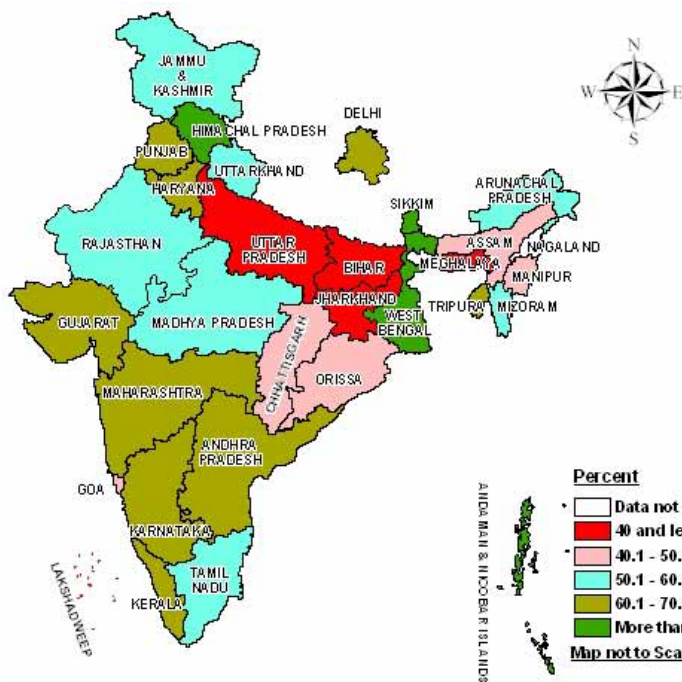 N
W E
S
JAMMU
&
KASHMIR
HIMACHAL PRADESH
PUNJAB
UTTARKHAND
HARYANA
DELHI
RAJASTHAN
UTTAR
PRADESH
BIHAR
SIKKIM
ARUNACHAL
PRADESH
ASSAM
NAGALAND
MEGHALAYA
MANIPUR
TRIPURA
MIZORAM
JHARKHAND
WEST
BENGAL
GUJARAT
MADHYA PRADESH
CHHATTISGARH
ORISSA
MAHARASHTRA
ANDHRA
PRADESH
GOA
KARNATAKA
TAMIL
NADU
KERALA
LAKSHADWEEP
ANDAMAN & NICOBAR ISLANDS
Percent
Data not
40 and le
40.1 - 50.
50.1 - 60.
60.1 - 70.
More than
Map not to Sca